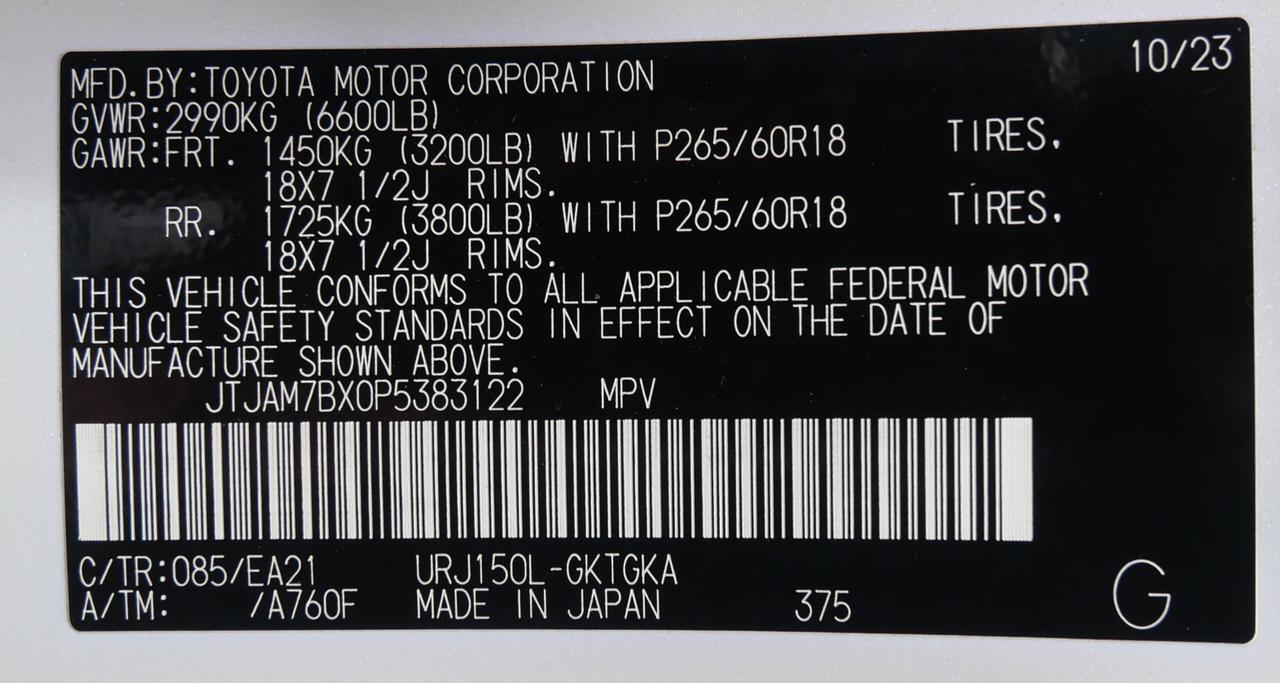 10/23
MFD.BY:TOYOTA MOTOR CORPORATION
GVWR:2990KG (6600LB)
GAWR:FRT. 1450KG (3200LB) WITH P265/60R18 TIRES.
18X7 1/2J RIMS.
RR. 1725KG (3800LB) WITH P265/60R18 TIRES.
18X7 1/2J RIMS.
THIS VEHICLE CONFORMS TO ALL APPLICABLE FEDERAL MOTOR
VEHICLE SAFETY STANDARDS IN EFFECT ON THE DATE OF
MANUFACTURE SHOWN ABOVE.
JTJAM7BX0P5383122 MPV
C/TR:085/EA21 URJ150L-GKTGKA
A/TM: /A760F MADE IN JAPAN 375
G